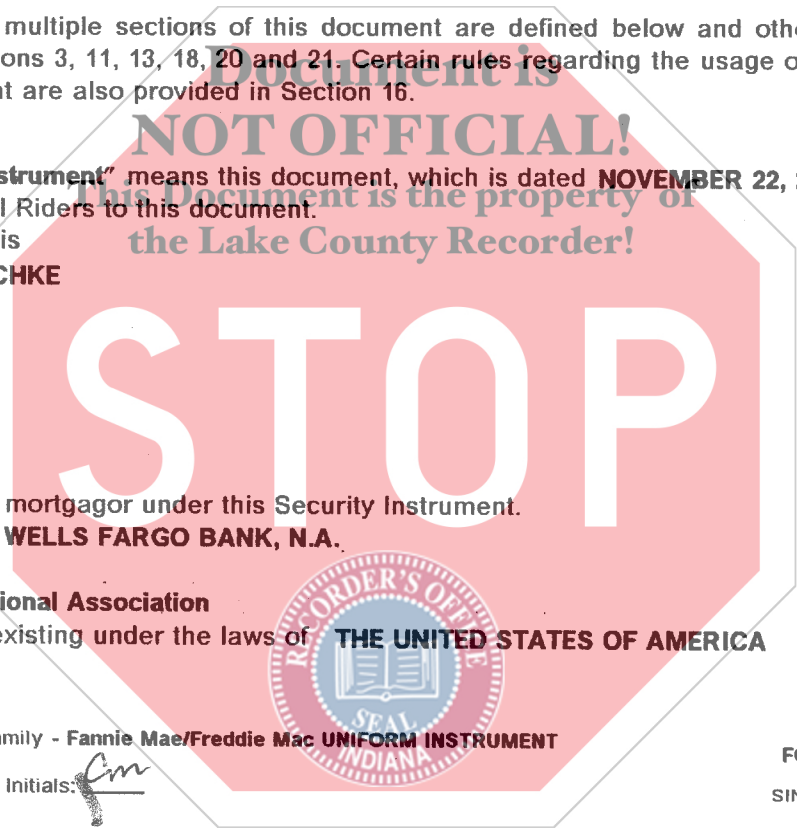 multiple sections of this document are defined below and othe
ons 3, 11, 13, 18, 20 and 21. Certain rules regarding the usage o
Document is
nt are also provided in Section 16.
NOT OFFICIAL!
strument" means this document, which is dated NOVEMBER 22,
This Document is the property of
l Riders to this document.
is
the Lake County Recorder!
CHKE
STOP
mortgagor under this Security Instrument.
WELLS FARGO BANK, N.A.
ional Association
existing under the laws of THE UNITED STATES OF AMERICA
RECORDER'S OFFICE
SEAL
INDIANA
mily - Fannie Mae/Freddie Mac UNIFORM INSTRUMENT
FO
Initials: Cm
SIN